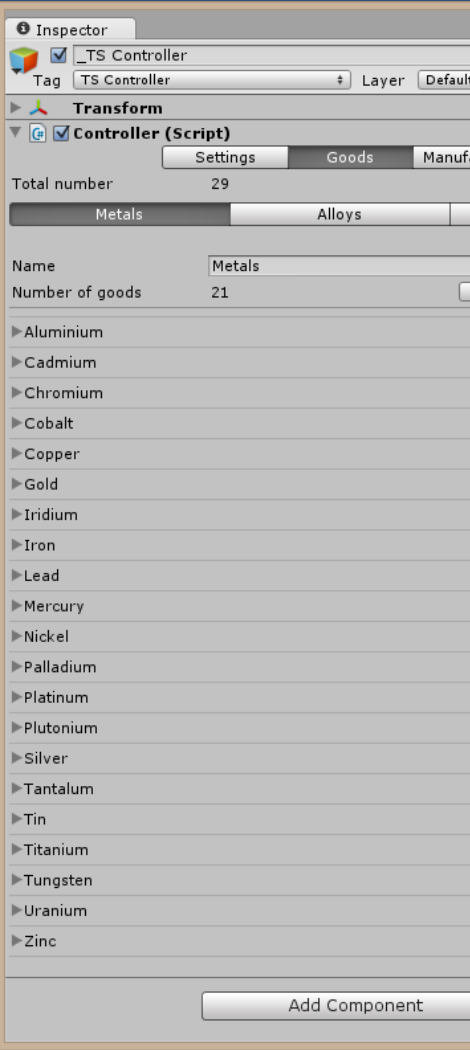 Inspector
_TS Controller
Tag TS Controller Layer Default
Transform
Controller (Script)
Settings Goods Manufa
Total number 29
Metals Alloys
Name Metals
Number of goods 21
Aluminium
Cadmium
Chromium
Cobalt
Copper
Gold
Iridium
Iron
Lead
Mercury
Nickel
Palladium
Platinum
Plutonium
Silver
Tantalum
Tin
Titanium
Tungsten
Uranium
Zinc
Add Component